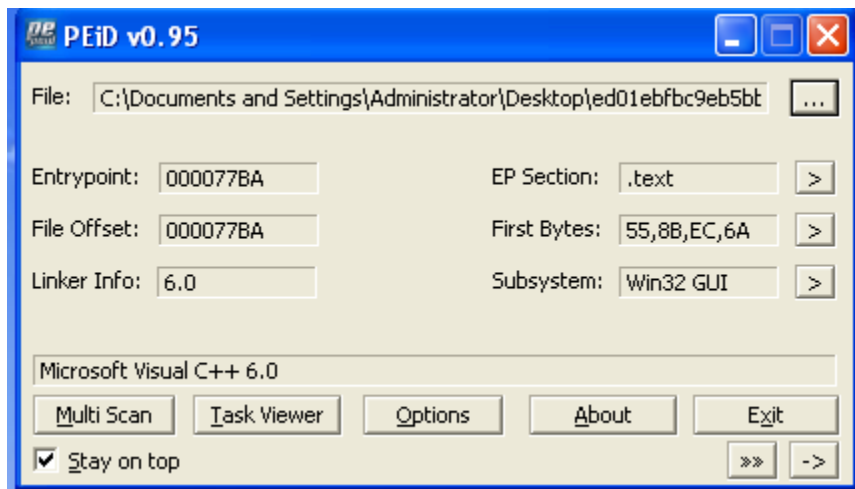 PEiD v0.95
File: C:\Documents and Settings\Administrator\Desktop\ed01ebfbc9eb5bb ...
Entrypoint: 000077BA EP Section: .text >
File Offset: 000077BA First Bytes: 55,8B,EC,6A >
Linker Info: 6.0 Subsystem: Win32 GUI >
Microsoft Visual C++ 6.0
Multi Scan Task Viewer Options About Exit
Stay on top »» ->